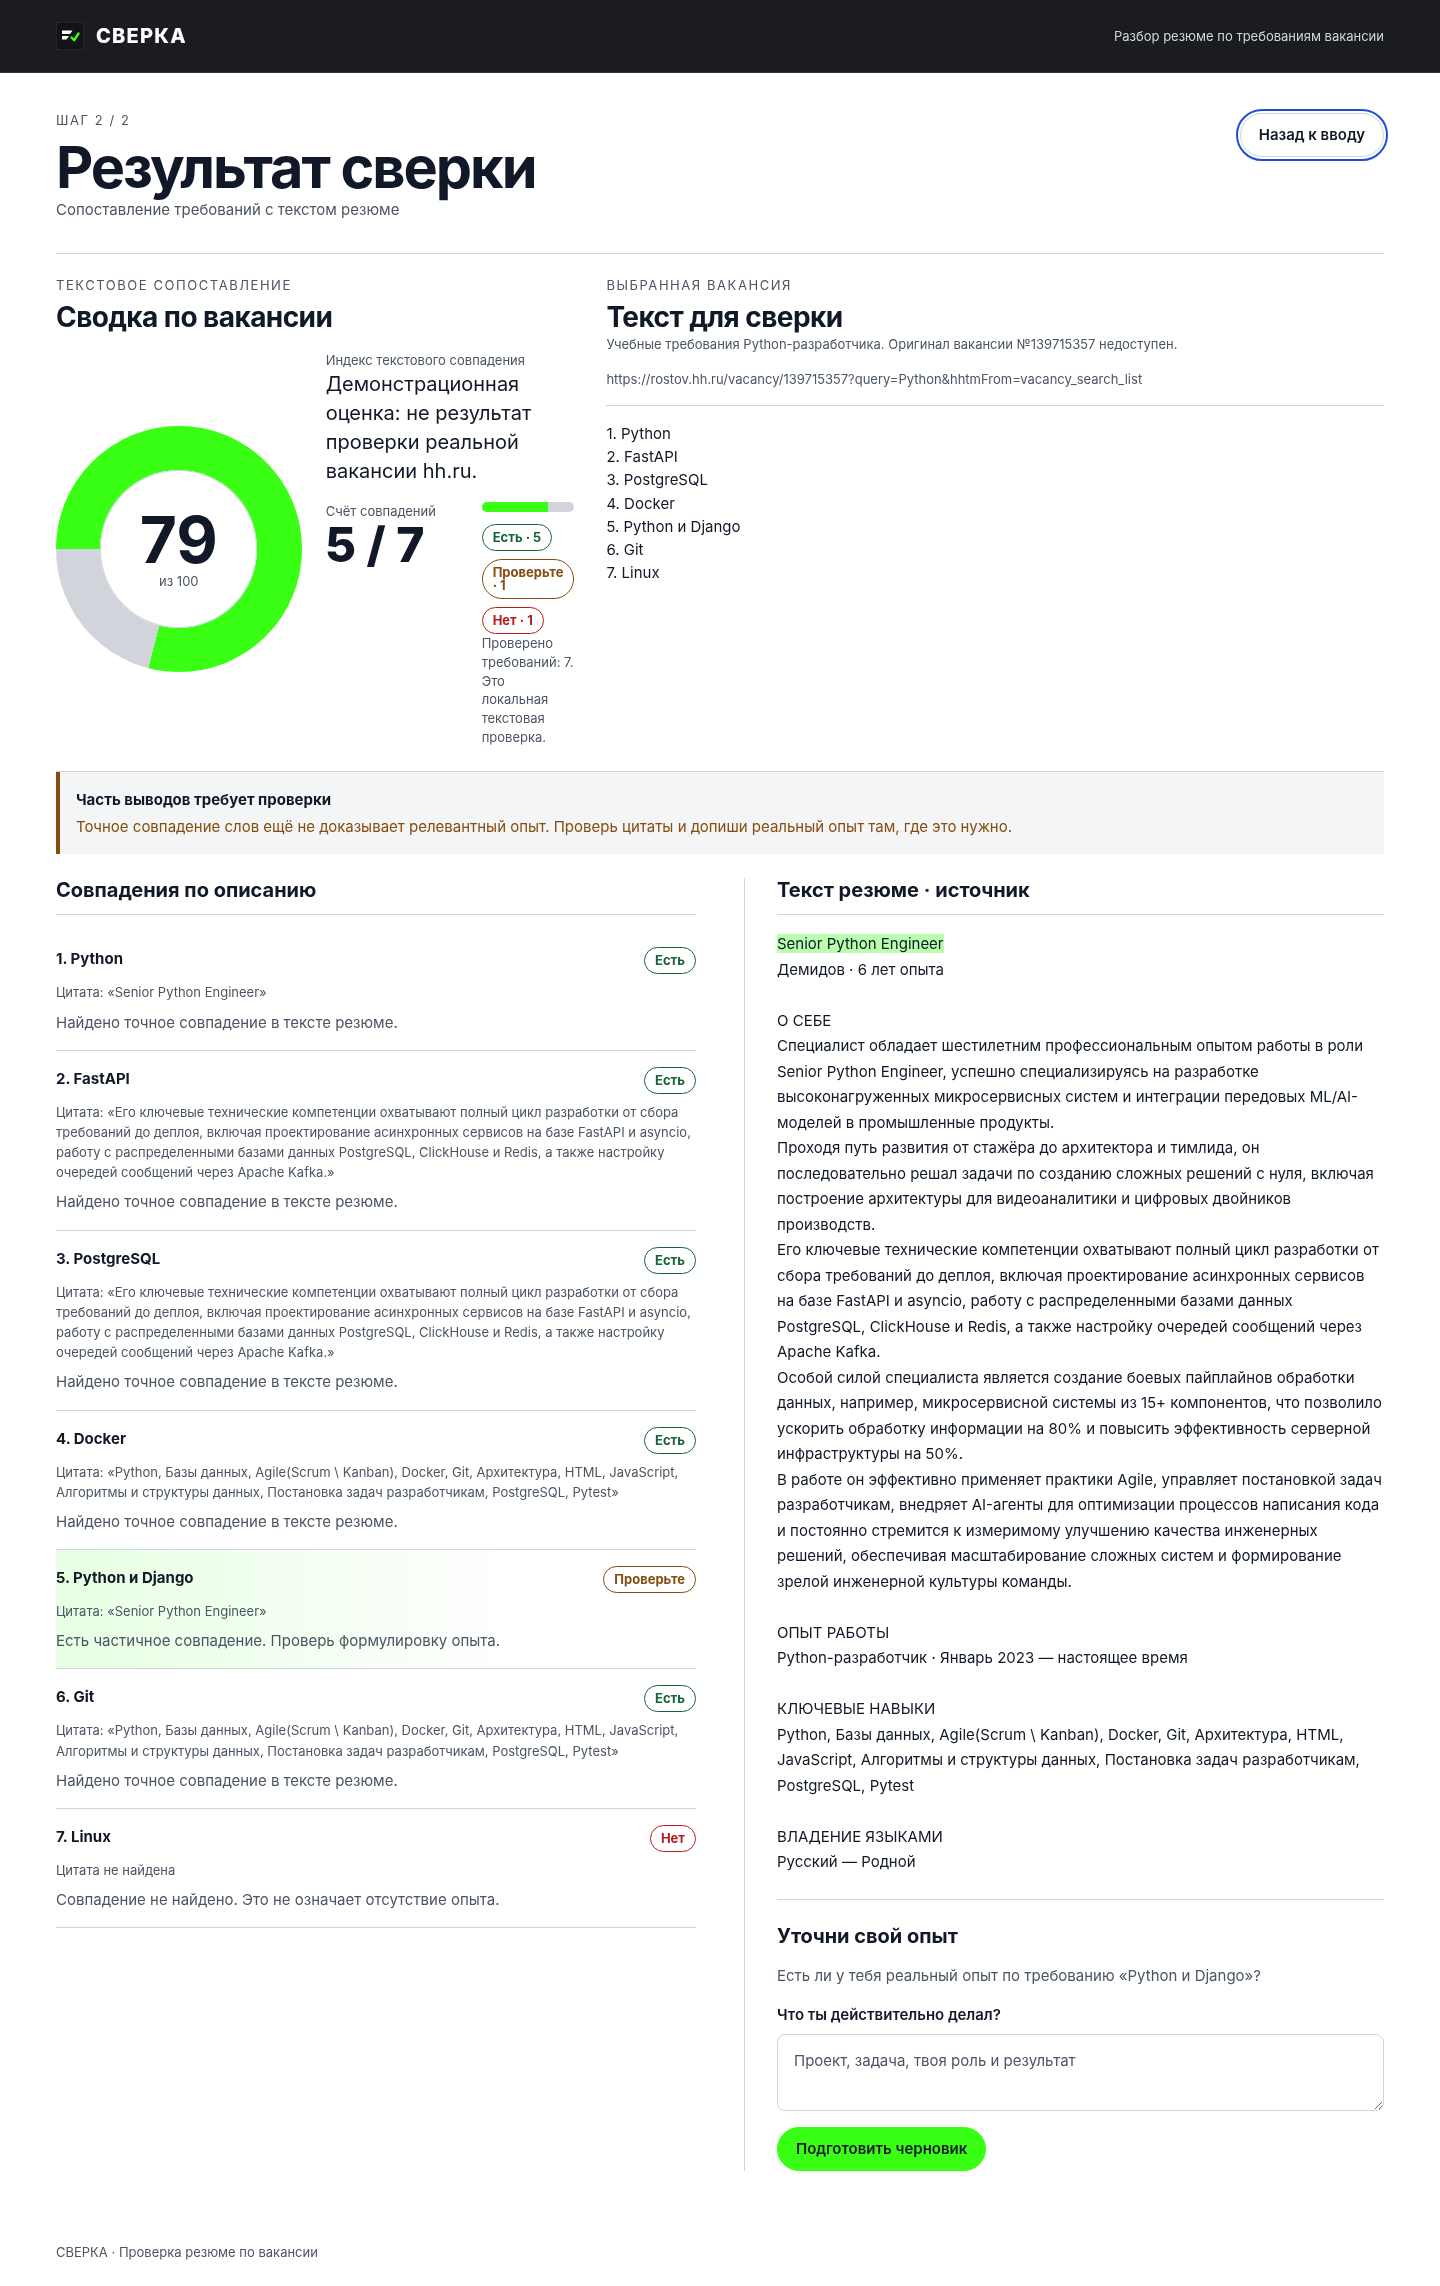 СВЕРКА
Разбор резюме по требованиям вакансии
ШАГ 2 / 2
Результат сверки
Сопоставление требований с текстом резюме
Назад к вводу
ТЕКСТОВОЕ СОПОСТАВЛЕНИЕ
Сводка по вакансии
79
из 100
Индекс текстового совпадения
Демонстрационная
оценка: не результат
проверки реальной
вакансии hh.ru.
Счёт совпадений
5 / 7
Есть · 5
Проверьте
· 1
Нет · 1
Проверено
требований: 7.
Это
локальная
текстовая
проверка.
ВЫБРАННАЯ ВАКАНСИЯ
Текст для сверки
Учебные требования Python-разработчика. Оригинал вакансии №139715357 недоступен.
https://rostov.hh.ru/vacancy/139715357?query=Python&hhtmFrom=vacancy_search_list
1. Python
2. FastAPI
3. PostgreSQL
4. Docker
5. Python и Django
6. Git
7. Linux
Часть выводов требует проверки
Точное совпадение слов ещё не доказывает релевантный опыт. Проверь цитаты и допиши реальный опыт там, где это нужно.
Совпадения по описанию
1. Python
Есть
Цитата: «Senior Python Engineer»
Найдено точное совпадение в тексте резюме.
2. FastAPI
Есть
Цитата: «Его ключевые технические компетенции охватывают полный цикл разработки от сбора
требований до деплоя, включая проектирование асинхронных сервисов на базе FastAPI и asyncio,
работу с распределенными базами данных PostgreSQL, ClickHouse и Redis, а также настройку
очередей сообщений через Apache Kafka.»
Найдено точное совпадение в тексте резюме.
3. PostgreSQL
Есть
Цитата: «Его ключевые технические компетенции охватывают полный цикл разработки от сбора
требований до деплоя, включая проектирование асинхронных сервисов на базе FastAPI и asyncio,
работу с распределенными базами данных PostgreSQL, ClickHouse и Redis, а также настройку
очередей сообщений через Apache Kafka.»
Найдено точное совпадение в тексте резюме.
4. Docker
Есть
Цитата: «Python, Базы данных, Agile(Scrum \ Kanban), Docker, Git, Архитектура, HTML, JavaScript,
Алгоритмы и структуры данных, Постановка задач разработчикам, PostgreSQL, Pytest»
Найдено точное совпадение в тексте резюме.
5. Python и Django
Проверьте
Цитата: «Senior Python Engineer»
Есть частичное совпадение. Проверь формулировку опыта.
6. Git
Есть
Цитата: «Python, Базы данных, Agile(Scrum \ Kanban), Docker, Git, Архитектура, HTML, JavaScript,
Алгоритмы и структуры данных, Постановка задач разработчикам, PostgreSQL, Pytest»
Найдено точное совпадение в тексте резюме.
7. Linux
Нет
Цитата не найдена
Совпадение не найдено. Это не означает отсутствие опыта.
Текст резюме · источник
Senior Python Engineer
Демидов · 6 лет опыта
О СЕБЕ
Специалист обладает шестилетним профессиональным опытом работы в роли
Senior Python Engineer, успешно специализируясь на разработке
высоконагруженных микросервисных систем и интеграции передовых ML/AI-
моделей в промышленные продукты.
Проходя путь развития от стажёра до архитектора и тимлида, он
последовательно решал задачи по созданию сложных решений с нуля, включая
построение архитектуры для видеоаналитики и цифровых двойников
производств.
Его ключевые технические компетенции охватывают полный цикл разработки от
сбора требований до деплоя, включая проектирование асинхронных сервисов
на базе FastAPI и asyncio, работу с распределенными базами данных
PostgreSQL, ClickHouse и Redis, а также настройку очередей сообщений через
Apache Kafka.
Особой силой специалиста является создание боевых пайплайнов обработки
данных, например, микросервисной системы из 15+ компонентов, что позволило
ускорить обработку информации на 80% и повысить эффективность серверной
инфраструктуры на 50%.
В работе он эффективно применяет практики Agile, управляет постановкой задач
разработчикам, внедряет AI-агенты для оптимизации процессов написания кода
и постоянно стремится к измеримому улучшению качества инженерных
решений, обеспечивая масштабирование сложных систем и формирование
зрелой инженерной культуры команды.
ОПЫТ РАБОТЫ
Python-разработчик · Январь 2023 — настоящее время
КЛЮЧЕВЫЕ НАВЫКИ
Python, Базы данных, Agile(Scrum \ Kanban), Docker, Git, Архитектура, HTML,
JavaScript, Алгоритмы и структуры данных, Постановка задач разработчикам,
PostgreSQL, Pytest
ВЛАДЕНИЕ ЯЗЫКАМИ
Русский — Родной
Уточни свой опыт
Есть ли у тебя реальный опыт по требованию «Python и Django»?
Что ты действительно делал?
Проект, задача, твоя роль и результат
Подготовить черновик
СВЕРКА · Проверка резюме по вакансии